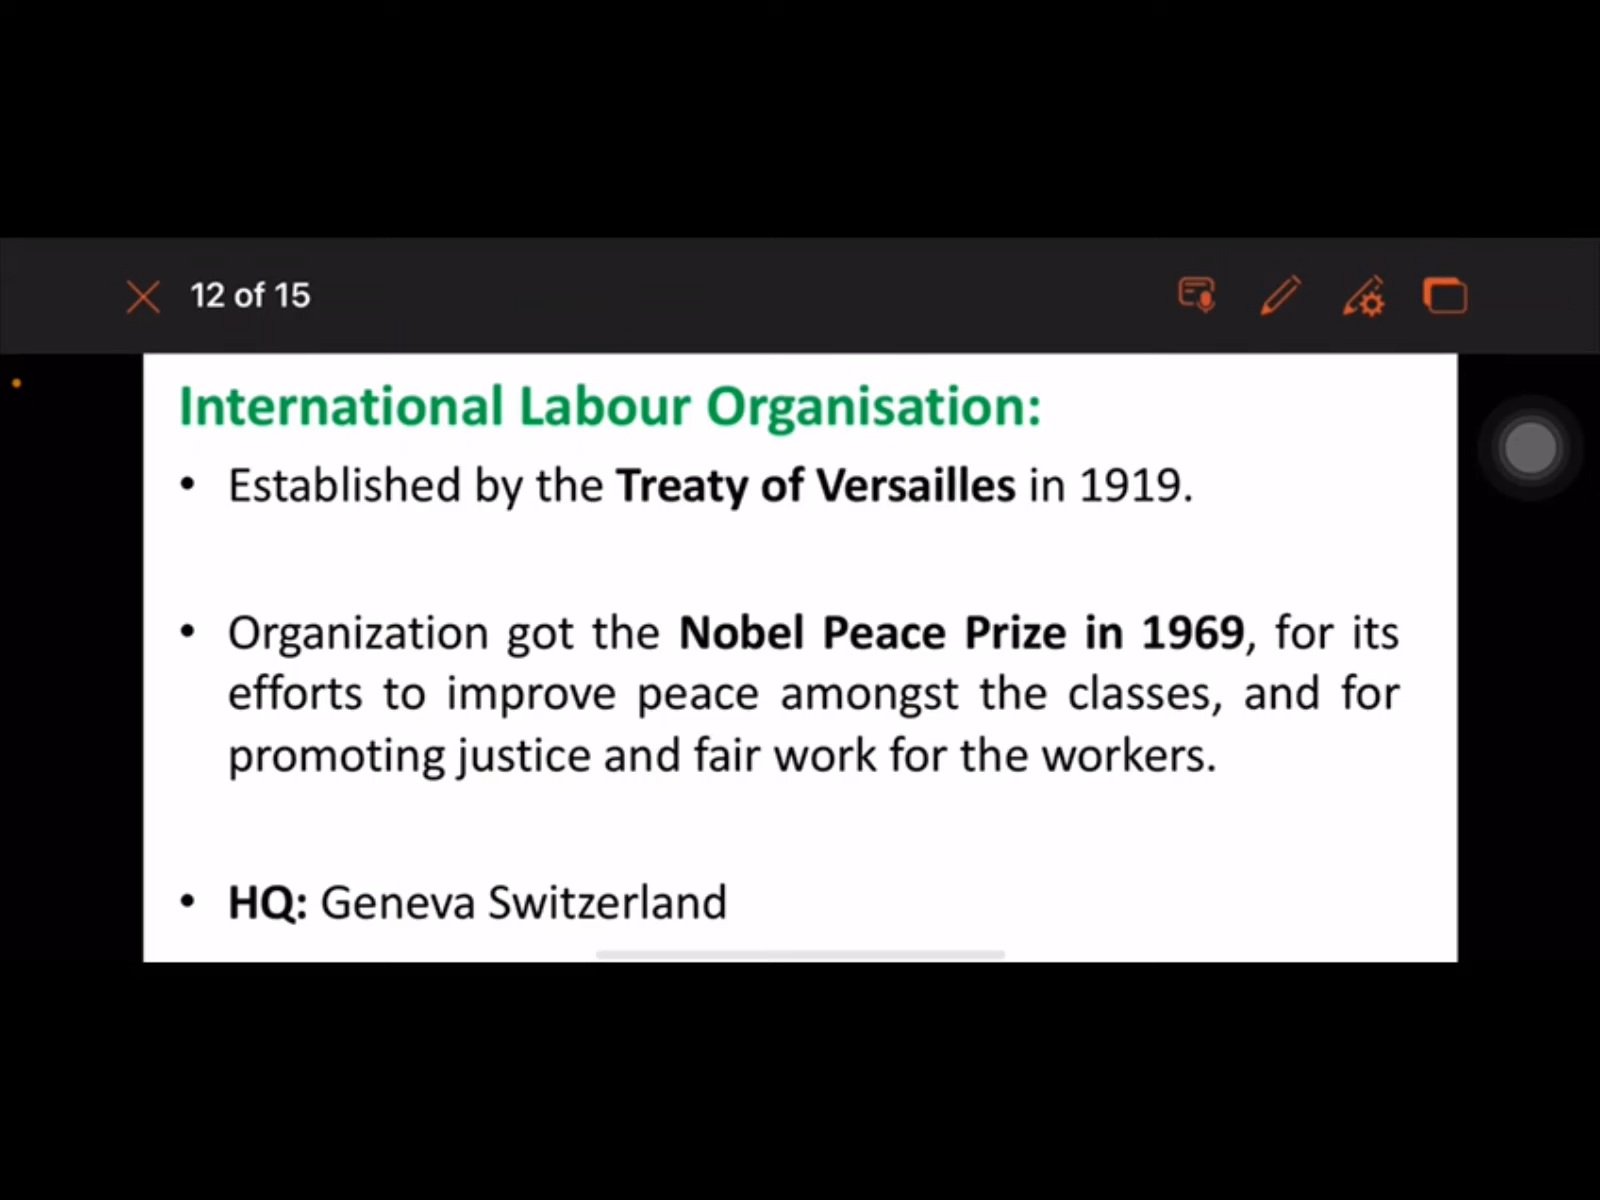 12 of 15
International Labour Organisation:
• Established by the Treaty of Versailles in 1919.
• Organization got the Nobel Peace Prize in 1969, for its
efforts to improve peace amongst the classes, and for
promoting justice and fair work for the workers.
• HQ: Geneva Switzerland